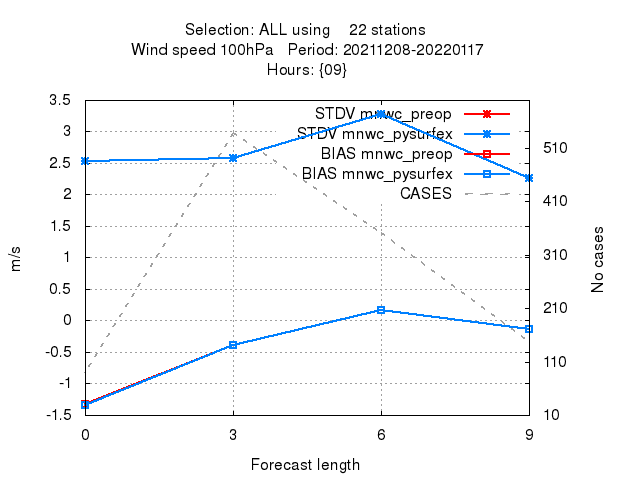 Selection: ALL using    22 stations
Wind speed 100hPa   Period: 20211208-20220117
Hours: {09}
3.5
3
2.5
2
1.5
1
0.5
0
-0.5
-1
-1.5
m/s
STDV mnwc_preop
STDV mnwc_pysurfex
BIAS mnwc_preop
BIAS mnwc_pysurfex
CASES
510
410
310
210
110
10
No cases
0 3 6 9
Forecast length